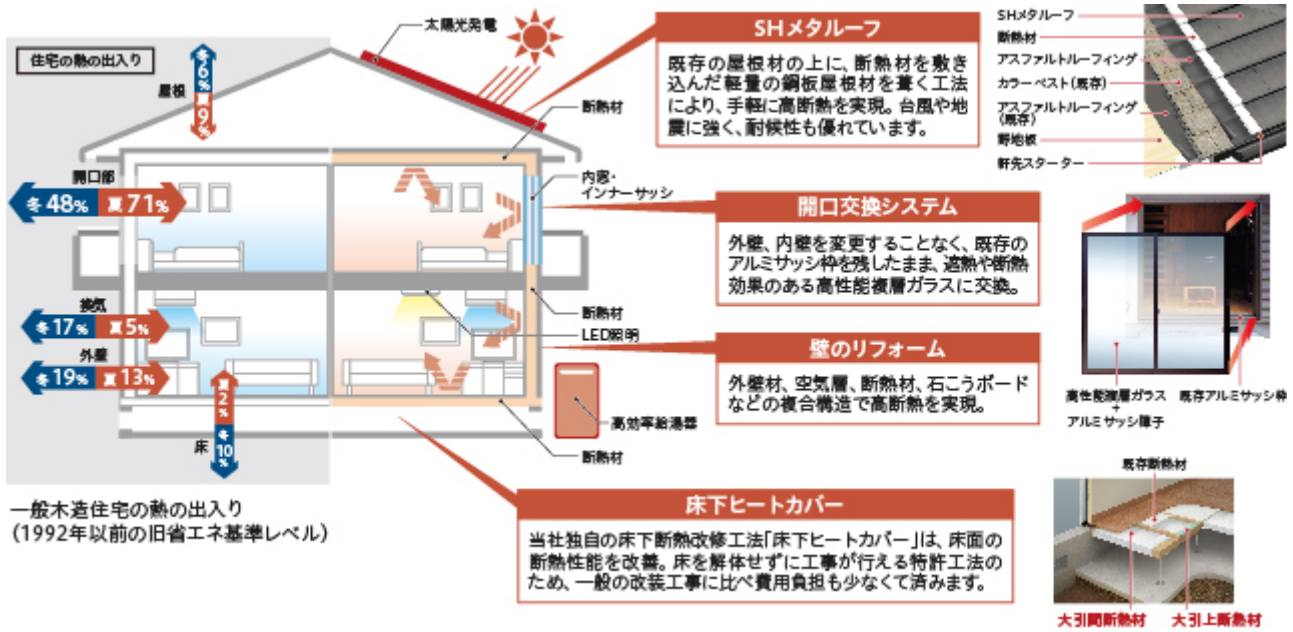 住宅の熱の出入り
屋根
冬6%
夏9%
開口部
冬48% 夏71%
換気
冬17% 夏5%
外壁
冬19% 夏13%
夏2%
冬10%
床
一般木造住宅の熱の出入り
(1992年以前の旧省エネ基準レベル)
太陽光発電
断熱材
内窓・
インナーサッシ
断熱材
LED照明
高効率給湯器
断熱材
SHメタルーフ
既存の屋根材の上に、断熱材を敷き
込んだ軽量の鋼板屋根材を葺く工法
により、手軽に高断熱を実現。台風や地
震に強く、耐候性も優れています。
開口交換システム
外壁、内壁を変更することなく、既存の
アルミサッシ枠を残したまま、遮熱や断熱
効果のある高性能複層ガラスに交換。
壁のリフォーム
外壁材、空気層、断熱材、石こうボード
などの複合構造で高断熱を実現。
床下ヒートカバー
当社独自の床下断熱改修工法「床下ヒートカバー」は、床面の
断熱性能を改善。床を解体せずに工事が行える特許工法の
ため、一般の改装工事に比べ費用負担も少なくて済みます。
SHメタルーフ
断熱材
アスファルトルーフィング
カラーベスト(既存)
アスファルトルーフィング
(既存)
野地板
軒先スターター
高性能複層ガラス
+
アルミサッシ障子
既存アルミサッシ枠
既存断熱材
大引間断熱材
大引上断熱材